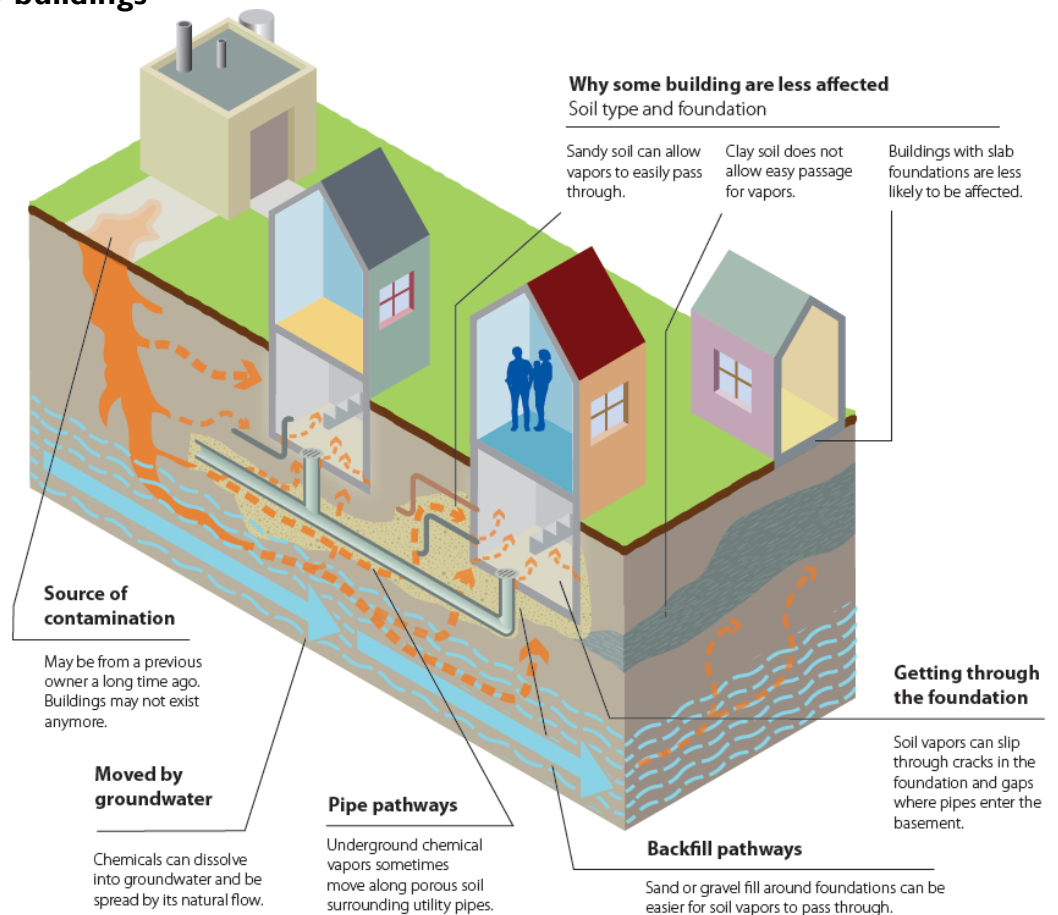 buildings
Why some building are less affected
Soil type and foundation
Sandy soil can allow
vapors to easily pass
through.
Clay soil does not
allow easy passage
for vapors.
Buildings with slab
foundations are less
likely to be affected.
Source of
contamination
May be from a previous
owner a long time ago.
Buildings may not exist
anymore.
Moved by
groundwater
Chemicals can dissolve
into groundwater and be
spread by its natural flow.
Pipe pathways
Underground chemical
vapors sometimes
move along porous soil
surrounding utility pipes.
Backfill pathways
Sand or gravel fill around foundations can be
easier for soil vapors to pass through.
Getting through
the foundation
Soil vapors can slip
through cracks in the
foundation and gaps
where pipes enter the
basement.